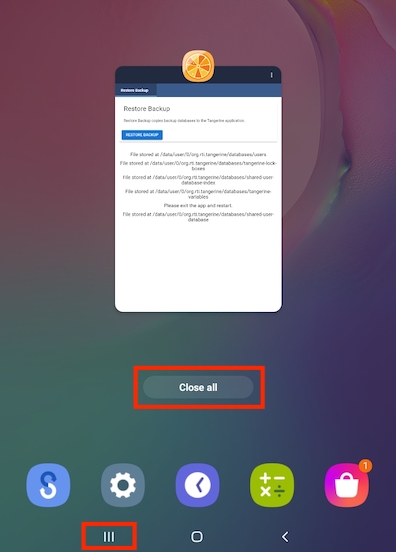 Restore Backup
Restore Backup
Restore Backup copies backup databases to the Tangerine application.
RESTORE BACKUP
File stored at /data/user/0/org.rti.tangerine/databases/users
File stored at /data/user/0/org.rti.tangerine/databases/tangerine-lock-
boxes
File stored at /data/user/0/org.rti.tangerine/databases/shared-user-
database-index
File stored at /data/user/0/org.rti.tangerine/databases/tangerine-
variables
Please exit the app and restart.
File stored at /data/user/0/org.rti.tangerine/databases/shared-user-
database
Close all
1